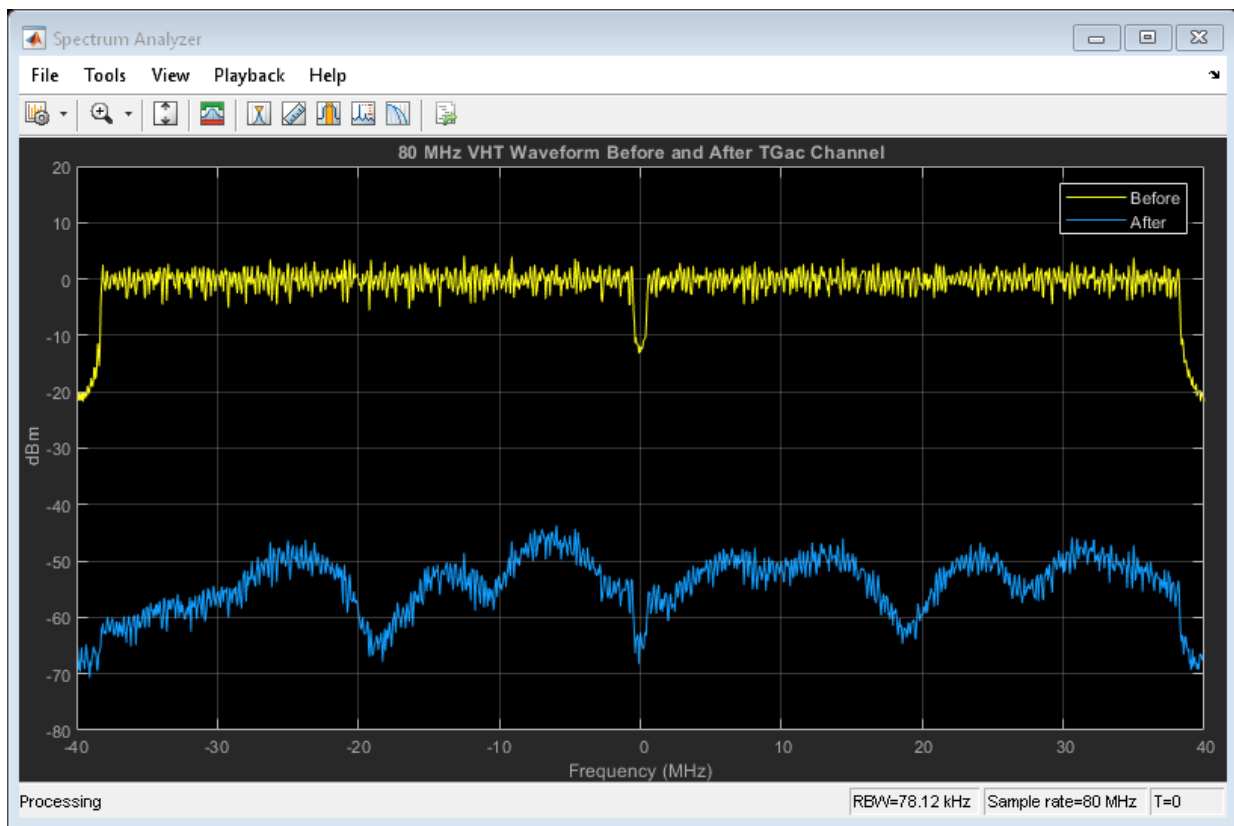 Spectrum Analyzer
File Tools View Playback Help
80 MHz VHT Waveform Before and After TGac Channel
Before
After
20
10
0
-10
-20
-30
-40
-50
-60
-70
-80
dBm
-40 -30 -20 -10 0 10 20 30 40
Frequency (MHz)
Processing RBW=78.12 kHz Sample rate=80 MHz T=0